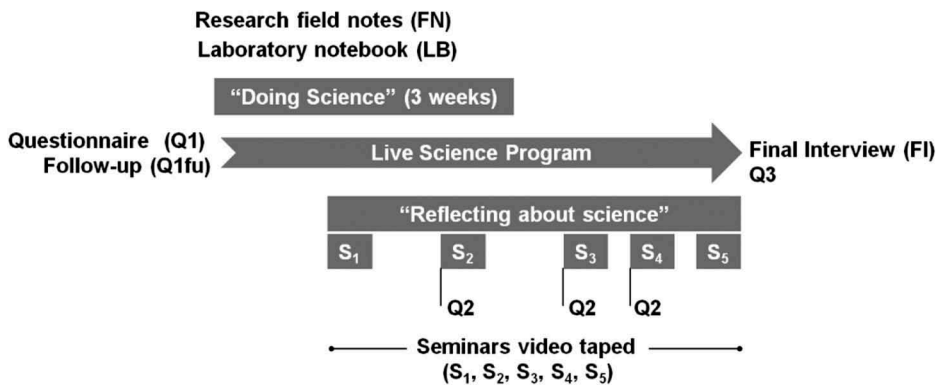 Research field notes (FN)
Laboratory notebook (LB)
“Doing Science” (3 weeks)
Questionnaire (Q1)
Follow-up (Q1fu)
Live Science Program
Final Interview (FI)
Q3
“Reflecting about science”
S₁ S₂ S₃ S₄ S₅
Q2 Q2 Q2
Seminars video taped
(S₁, S₂, S₃, S₄, S₅)